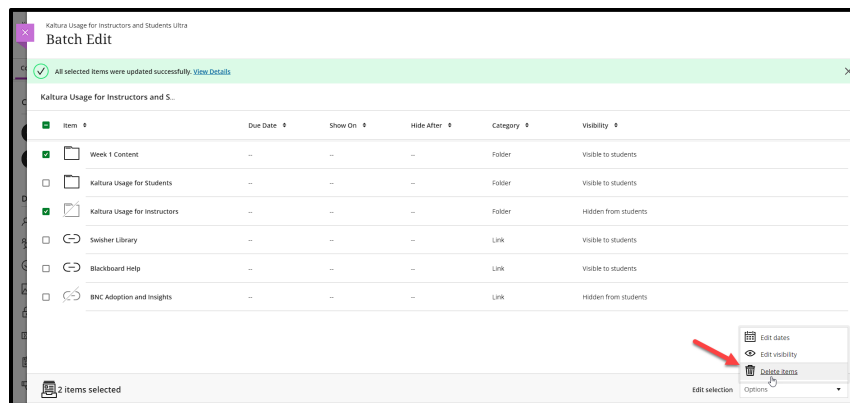 Kaltura Usage for Instructors and Students Ultra
Batch Edit
All selected items were updated successfully. View Details
Kaltura Usage for Instructors and S...
Item Due Date Show On Hide After Category Visibility
Week 1 Content -- -- -- Folder Visible to students
Kaltura Usage for Students -- -- -- Folder Visible to students
Kaltura Usage for Instructors -- -- -- Folder Hidden from students
Swisher Library -- -- -- Link Visible to students
Blackboard Help -- -- -- Link Visible to students
BNC Adoption and Insights -- -- -- Link Hidden from students
Edit dates
Edit visibility
Delete items
2 items selected Edit selection Options